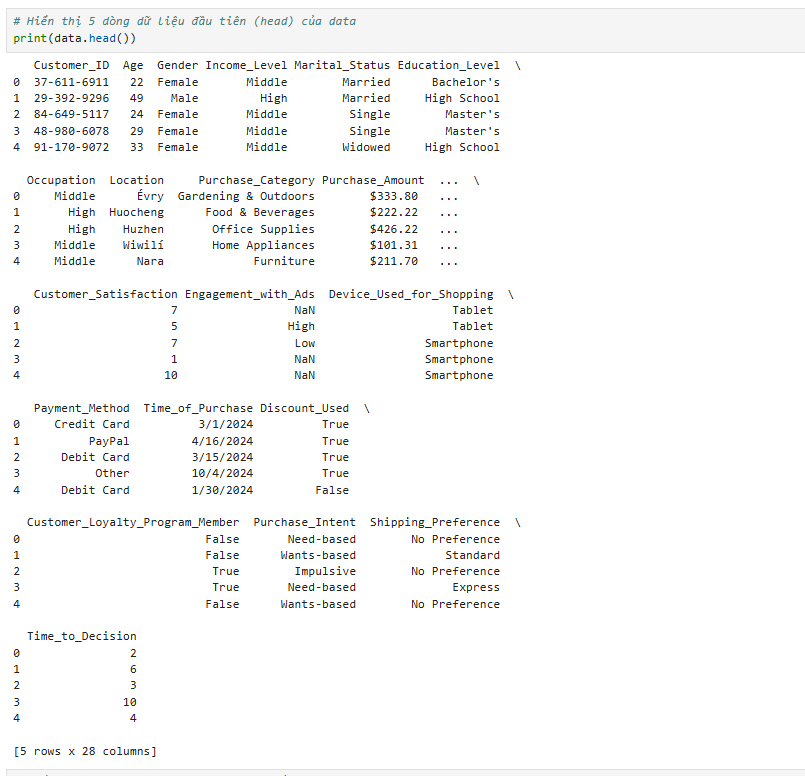 # Hiển thị 5 dòng dữ liệu đầu tiên (head) của data
print(data.head())
Customer_ID Age Gender Income_Level Marital_Status Education_Level \
0 37-611-6911 22 Female Middle Married Bachelor's
1 29-392-9296 49 Male High Married High School
2 84-649-5117 24 Female Middle Single Master's
3 48-980-6078 29 Female Middle Single Master's
4 91-170-9072 33 Female Middle Widowed High School
Occupation Location Purchase_Category Purchase_Amount ... \
0 Middle Évry Gardening & Outdoors $333.80 ...
1 High Huocheng Food & Beverages $222.22 ...
2 High Huzhen Office Supplies $426.22 ...
3 Middle Wiwilí Home Appliances $101.31 ...
4 Middle Nara Furniture $211.70 ...
Customer_Satisfaction Engagement_with_Ads Device_Used_for_Shopping \
0 7 NaN Tablet
1 5 High Tablet
2 7 Low Smartphone
3 1 NaN Smartphone
4 10 NaN Smartphone
Payment_Method Time_of_Purchase Discount_Used \
0 Credit Card 3/1/2024 True
1 PayPal 4/16/2024 True
2 Debit Card 3/15/2024 True
3 Other 10/4/2024 True
4 Debit Card 1/30/2024 False
Customer_Loyalty_Program_Member Purchase_Intent Shipping_Preference \
0 False Need-based No Preference
1 False Wants-based Standard
2 True Impulsive No Preference
3 True Need-based Express
4 False Wants-based No Preference
Time_to_Decision
0 2
1 6
2 3
3 10
4 4
[5 rows x 28 columns]